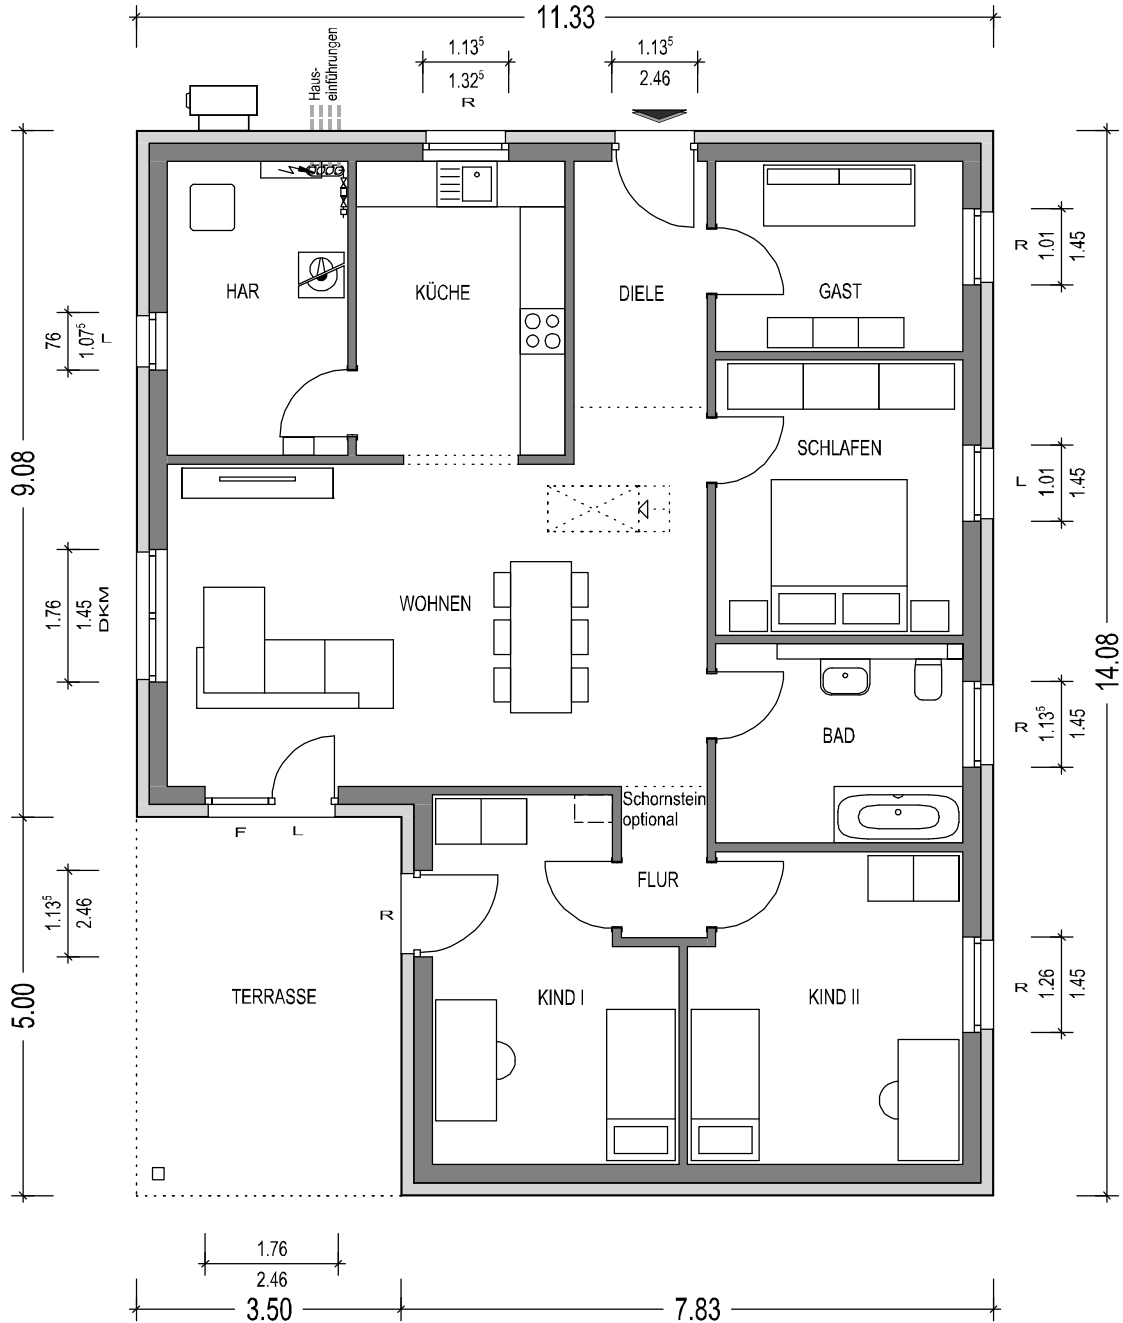 11.33
Haus-
einführungen
1.13⁵
1.32⁵
R
1.13⁵
2.46
HAR
KÜCHE
DIELE
GAST
R
1.01
1.45
76
1.07⁵
L
SCHLAFEN
L
1.01
1.45
9.08
14.08
1.76
1.45
DKM
WOHNEN
BAD
R
1.13⁵
1.45
Schornstein
optional
F
L
FLUR
1.13⁵
2.46
R
5.00
TERRASSE
KIND I
KIND II
R
1.26
1.45
1.76
2.46
3.50
7.83